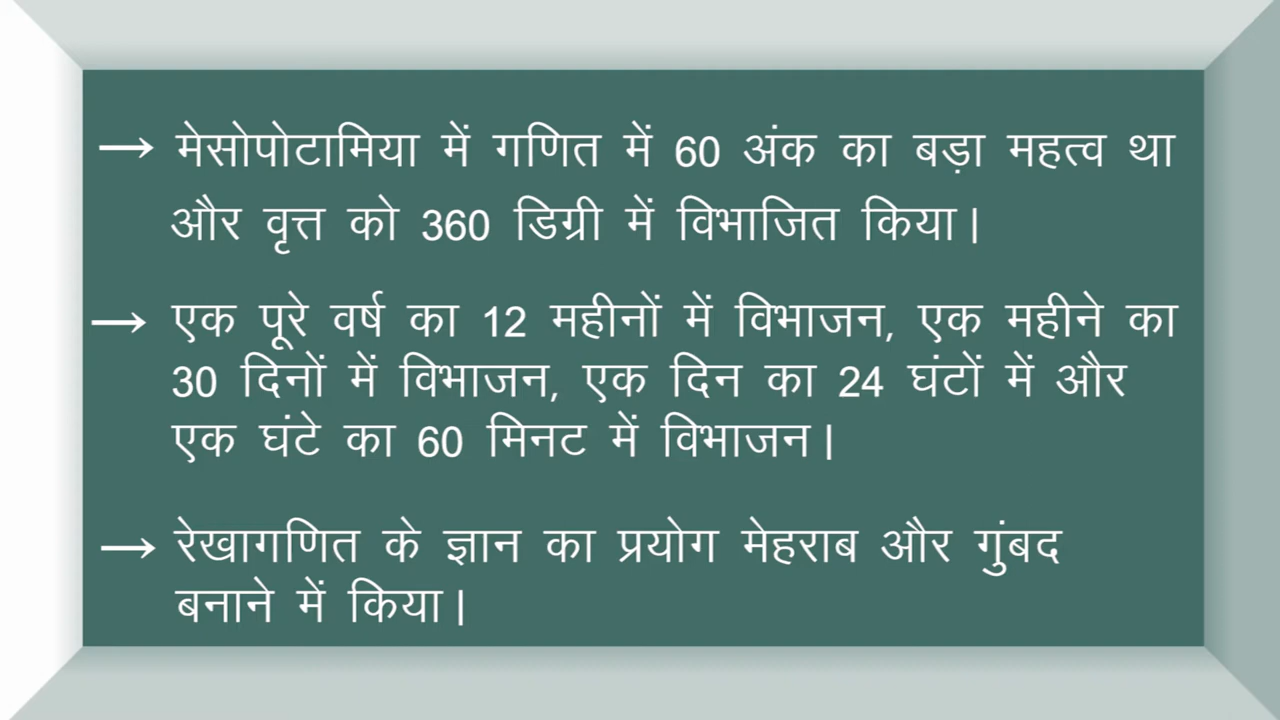 → मेसोपोटामिया में गणित में 60 अंक का बड़ा महत्व था
और वृत्त को 360 डिग्री में विभाजित किया|
→ एक पूरे वर्ष का 12 महीनों में विभाजन, एक महीने का
30 दिनों में विभाजन, एक दिन का 24 घंटों में और
एक घंटे का 60 मिनट में विभाजन|
→ रेखागणित के ज्ञान का प्रयोग मेहराब और गुंबद
बनाने में किया|